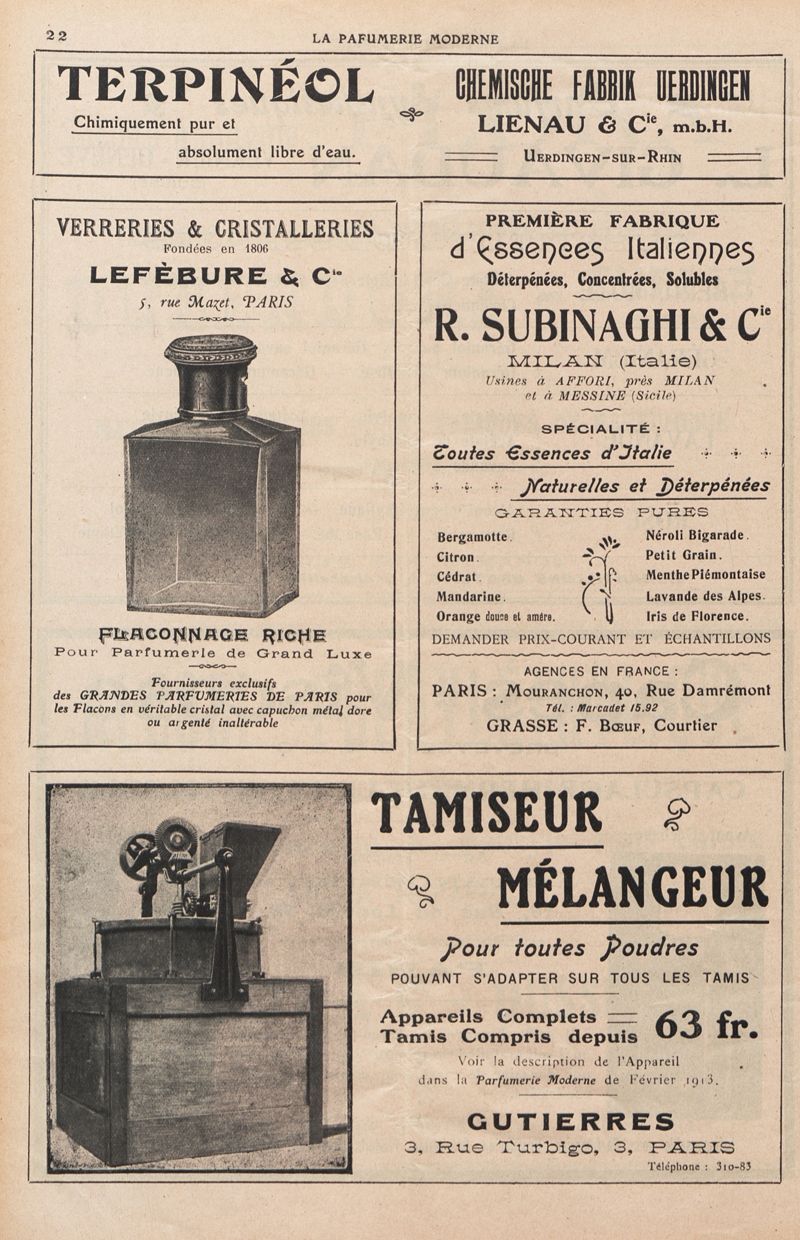 22
LA PAFUMERIE MODERNE
TERPINÉOL
Chimiquement pur et
absolument libre d'eau.
CHEMISCHE FABRIK UERDINGEN
LIENAU & Cie, m.b.H.
UERDINGEN-SUR-RHIN
VERRERIES & CRISTALLERIES
Fondées en 1806
LEFÈBURE & Cie
5, rue Mazet, PARIS
FLACONNAGE RICHE
Pour Parfumerie de Grand Luxe
Fournisseurs exclusifs
des GRANDES PARFUMERIES DE PARIS pour
les Flacons en véritable cristal avec capuchon métal dore
ou argenté inaltérable
PREMIÈRE FABRIQUE
d'Essences Italiennes
Déterpénées, Concentrées, Solubles
R. SUBINAGHI & Cie
MILAN (Italie)
Usines à AFFORI, près MILAN
et à MESSINE (Sicile)
SPÉCIALITÉ :
Toutes Essences d'Italie
Naturelles et Déterpénées
GARANTIES PURES
Bergamotte.
Citron.
Cédrat.
Mandarine.
Orange douce et amère.
Néroli Bigarade.
Petit Grain.
Menthe Piémontaise
Lavande des Alpes.
Iris de Florence.
DEMANDER PRIX-COURANT ET ÉCHANTILLONS
AGENCES EN FRANCE :
PARIS : MOURANCHON, 40, Rue Damrémont
Tél. : Marcadet 15.92
GRASSE : F. BŒUF, Courtier
TAMISEUR
MÉLANGEUR
Pour toutes Poudres
POUVANT S'ADAPTER SUR TOUS LES TAMIS
Appareils Complets
Tamis Compris depuis 63 fr.
Voir la description de l'Appareil
dans la Parfumerie Moderne de Février 1913.
GUTIERRES
3, Rue Turbigo, 3, PARIS
Téléphone : 310-83